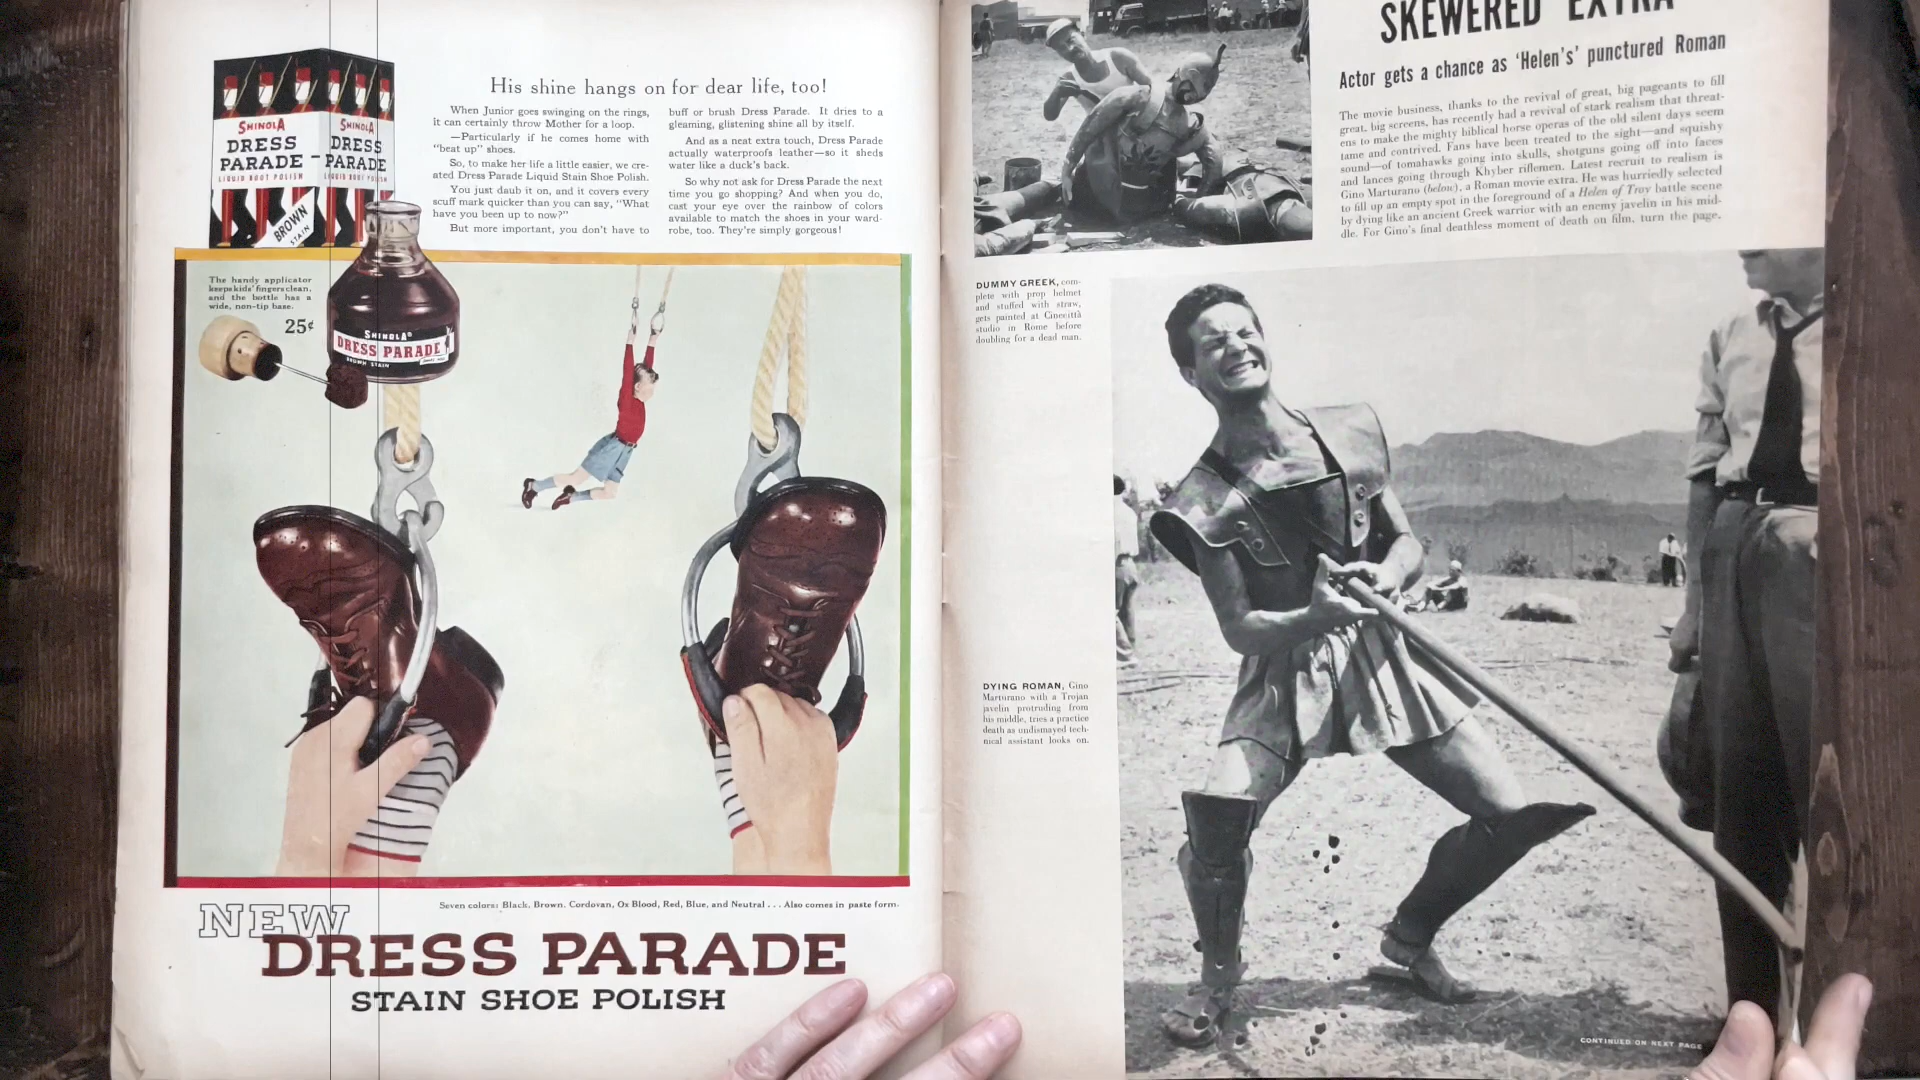 SHINOLA
DRESS
PARADE
LIQUID BOOT POLISH
BROWN
STAIN
SHINOLA
DRESS
PARADE
LIQUID BOOT POLISH
His shine hangs on for dear life, too!
When Junior goes swinging on the rings,
it can certainly throw Mother for a loop.
—Particularly if he comes home with
"beat up" shoes.
So, to make her life a little easier, we cre-
ated Dress Parade Liquid Stain Shoe Polish.
You just daub it on, and it covers every
scuff mark quicker than you can say, "What
have you been up to now?"
But more important, you don't have to
buff or brush Dress Parade. It dries to a
gleaming, glistening shine all by itself.
And as a neat extra touch, Dress Parade
actually waterproofs leather—so it sheds
water like a duck's back.
So why not ask for Dress Parade the next
time you go shopping? And when you do,
cast your eye over the rainbow of colors
available to match the shoes in your ward-
robe, too. They're simply gorgeous!
The handy applicator
keeps kids' fingers clean,
and the bottle has a
wide, non-tip base.
25¢
SHINOLA®
DRESS PARADE
BROWN STAIN
Seven colors: Black, Brown, Cordovan, Ox Blood, Red, Blue, and Neutral . . . Also comes in paste form.
NEW
DRESS PARADE
STAIN SHOE POLISH
SKEWERED EXTRA
Actor gets a chance as 'Helen's' punctured Roman
The movie business, thanks to the revival of great, big pageants to fill
great, big screens, has recently had a revival of stark realism that threat-
ens to make the mighty biblical horse operas of the old silent days seem
tame and contrived. Fans have been treated to the sight—and squishy
sound—of tomahawks going into skulls, shotguns going off into faces
and lances going through Khyber riflemen. Latest recruit to realism is
Gino Marturano (below), a Roman movie extra. He was hurriedly selected
to fill up an empty spot in the foreground of a Helen of Troy battle scene
by dying like an ancient Greek warrior with an enemy javelin in his mid-
dle. For Gino's final deathless moment of death on film, turn the page.
DUMMY GREEK, com-
plete with prop helmet
and stuffed with straw,
gets painted at Cinecittà
studio in Rome before
doubling for a dead man.
DYING ROMAN, Gino
Marturano with a Trojan
javelin protruding from
his middle, tries a practice
death as undismayed tech-
nical assistant looks on.
CONTINUED ON NEXT PAGE